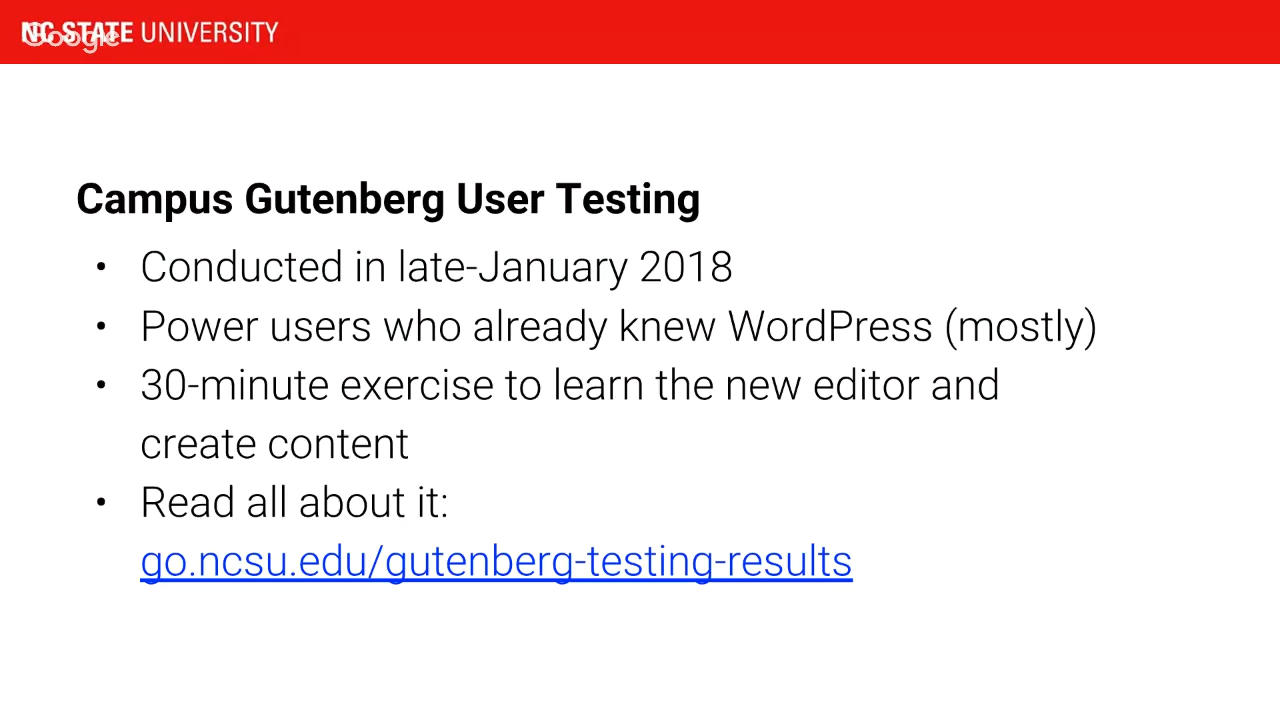 NC STATE UNIVERSITY
Google
Campus Gutenberg User Testing
• Conducted in late-January 2018
• Power users who already knew WordPress (mostly)
• 30-minute exercise to learn the new editor and
create content
• Read all about it:
go.ncsu.edu/gutenberg-testing-results